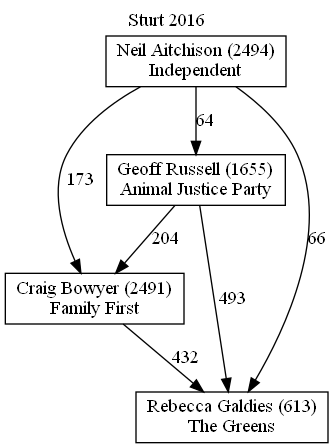 Sturt 2016
Neil Aitchison (2494)
Independent
64
Geoff Russell (1655)
Animal Justice Party
173
204
66
Craig Bowyer (2491)
Family First
493
432
Rebecca Galdies (613)
The Greens